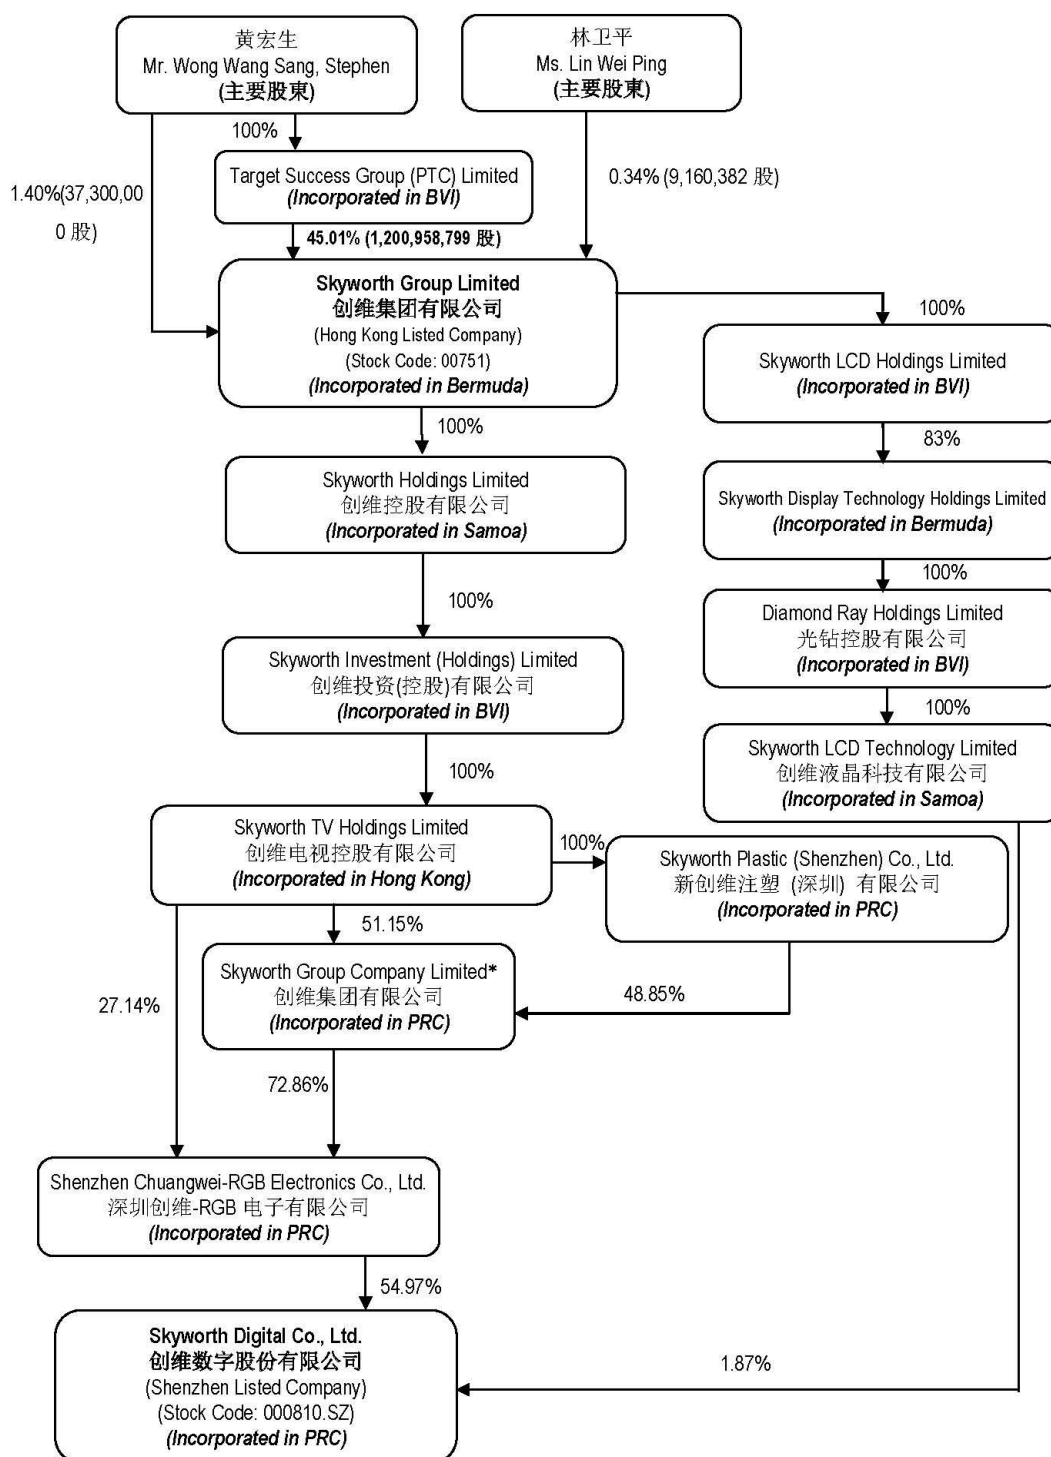 黄宏生
Mr. Wong Wang Sang, Stephen
(主要股東)
林卫平
Ms. Lin Wei Ping
(主要股東)
100%
1.40%(37,300,00
0 股)
Target Success Group (PTC) Limited
(Incorporated in BVI)
0.34% (9,160,382 股)
45.01% (1,200,958,799 股)
Skyworth Group Limited
创维集团有限公司
(Hong Kong Listed Company)
(Stock Code: 00751)
(Incorporated in Bermuda)
100%
Skyworth LCD Holdings Limited
(Incorporated in BVI)
100%
83%
Skyworth Holdings Limited
创维控股有限公司
(Incorporated in Samoa)
Skyworth Display Technology Holdings Limited
(Incorporated in Bermuda)
100%
100%
Diamond Ray Holdings Limited
光钻控股有限公司
(Incorporated in BVI)
Skyworth Investment (Holdings) Limited
创维投资(控股)有限公司
(Incorporated in BVI)
100%
100%
Skyworth LCD Technology Limited
创维液晶科技有限公司
(Incorporated in Samoa)
Skyworth TV Holdings Limited
创维电视控股有限公司
(Incorporated in Hong Kong)
100%
Skyworth Plastic (Shenzhen) Co., Ltd.
新创维注塑 (深圳) 有限公司
(Incorporated in PRC)
51.15%
Skyworth Group Company Limited*
创维集团有限公司
(Incorporated in PRC)
48.85%
27.14%
72.86%
Shenzhen Chuangwei-RGB Electronics Co., Ltd.
深圳创维-RGB 电子有限公司
(Incorporated in PRC)
54.97%
Skyworth Digital Co., Ltd.
创维数字股份有限公司
(Shenzhen Listed Company)
(Stock Code: 000810.SZ)
(Incorporated in PRC)
1.87%